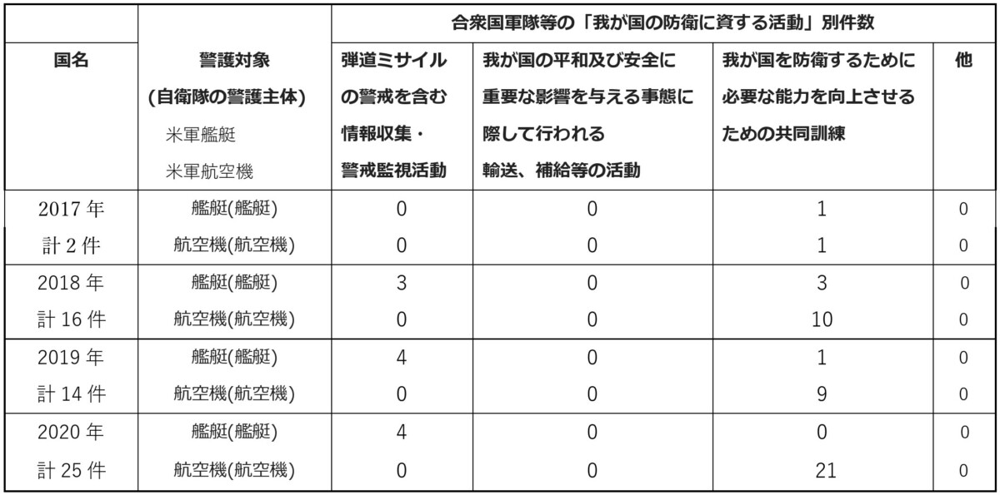 合衆国軍隊等の「我が国の防衛に資する活動」別件数
国名 警護対象 弾道ミサイル 我が国の平和及び安全に 我が国を防衛するために 他
(自衛隊の警護主体) の警戒を含む 重要な影響を与える事態に 必要な能力を向上させる
米軍艦艇 情報収集・ 際して行われる ための共同訓練
米軍航空機 警戒監視活動 輸送、補給等の活動
2017 年 艦艇(艦艇) 0 0 1 0
計 2 件 航空機(航空機) 0 0 1 0
2018 年 艦艇(艦艇) 3 0 3 0
計 16 件 航空機(航空機) 0 0 10 0
2019 年 艦艇(艦艇) 4 0 1 0
計 14 件 航空機(航空機) 0 0 9 0
2020 年 艦艇(艦艇) 4 0 0 0
計 25 件 航空機(航空機) 0 0 21 0